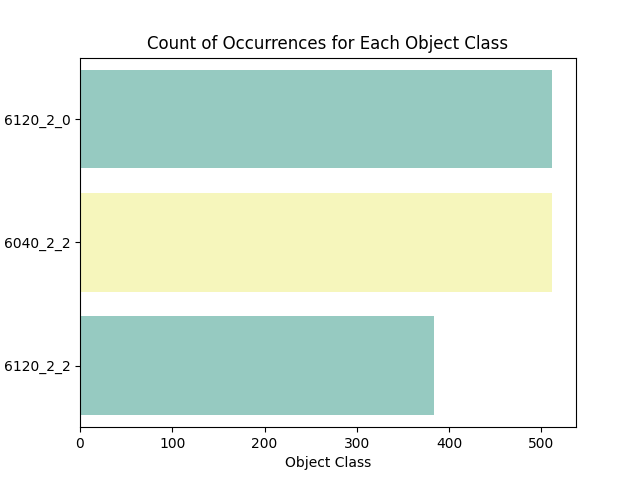 Count of Occurrences for Each Object Class
6120_2_0
6040_2_2
6120_2_2
0 100 200 300 400 500
Object Class